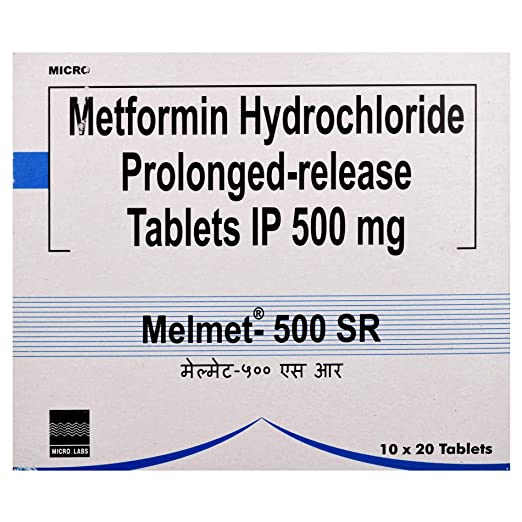 MICRO
Metformin Hydrochloride
Prolonged-release
Tablets IP 500 mg
Melmet®- 500 SR
मेल्मेट-५०० एस आर
MICRO LABS
10 x 20 Tablets